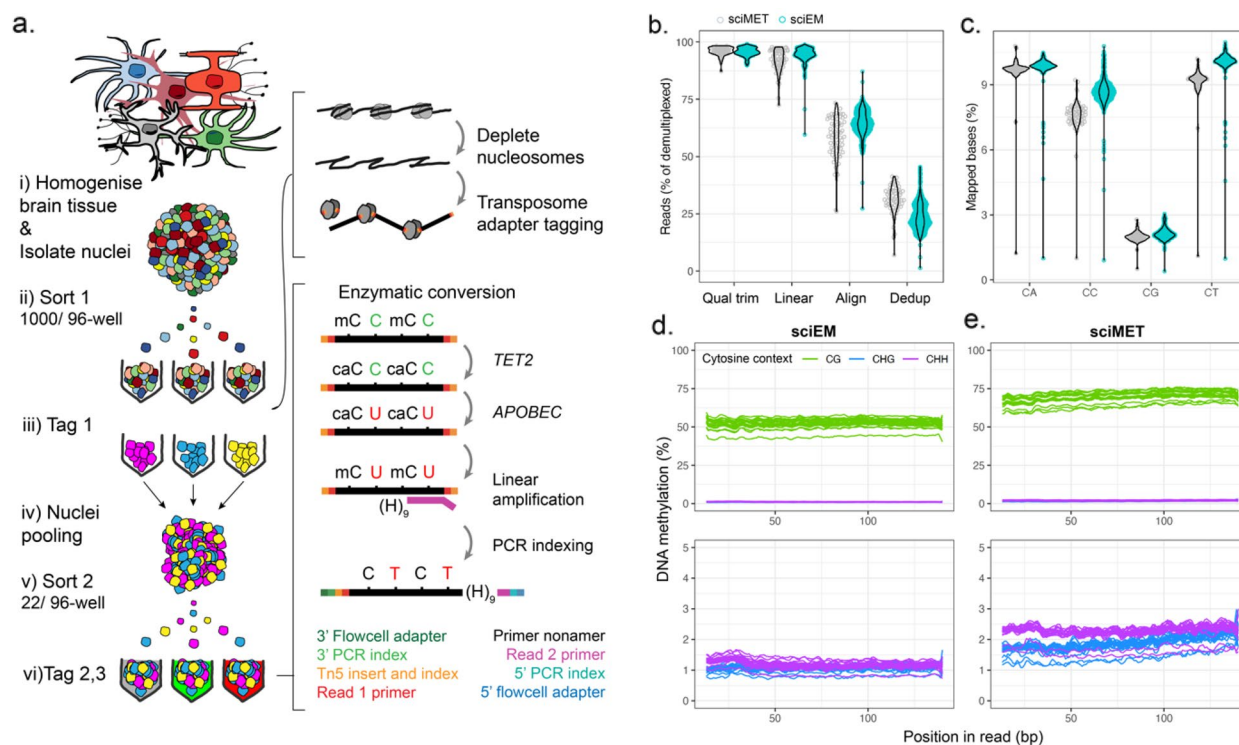 a.
i) Homogenise
brain tissue
&
Isolate nuclei
ii) Sort 1
1000/ 96-well
iii) Tag 1
iv) Nuclei
pooling
v) Sort 2
22/ 96-well
vi)Tag 2,3
Deplete
nucleosomes
Transposome
adapter tagging
Enzymatic conversion
mC C mC C
TET2
caC C caC C
APOBEC
caC U caC U
mC U mC U
Linear
amplification
(H)9
PCR indexing
C T C T
(H)9
3' Flowcell adapter
3' PCR index
Tn5 insert and index
Read 1 primer
Primer nonamer
Read 2 primer
5' PCR index
5' flowcell adapter
b.
sciMET sciEM
Reads (% of demultiplexed)
100
75
50
25
0
Qual trim Linear Align Dedup
c.
Mapped bases (%)
9
6
3
0
CA CC CG CT
d.
sciEM
Cytosine context CG CHG CHH
DNA methylation (%)
100
75
50
25
0
50 100
5
4
3
2
1
0
50 100
e.
sciMET
100
75
50
25
0
50 100
5
4
3
2
1
0
50 100
Position in read (bp)